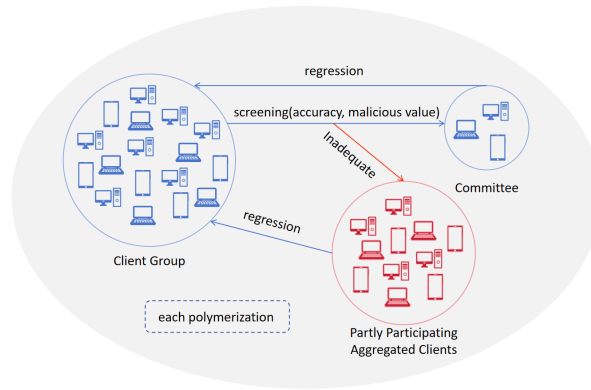 regression
screening(accuracy, malicious value)
Inadequate
Committee
regression
Client Group
each polymerization
Partly Participating
Aggregated Clients